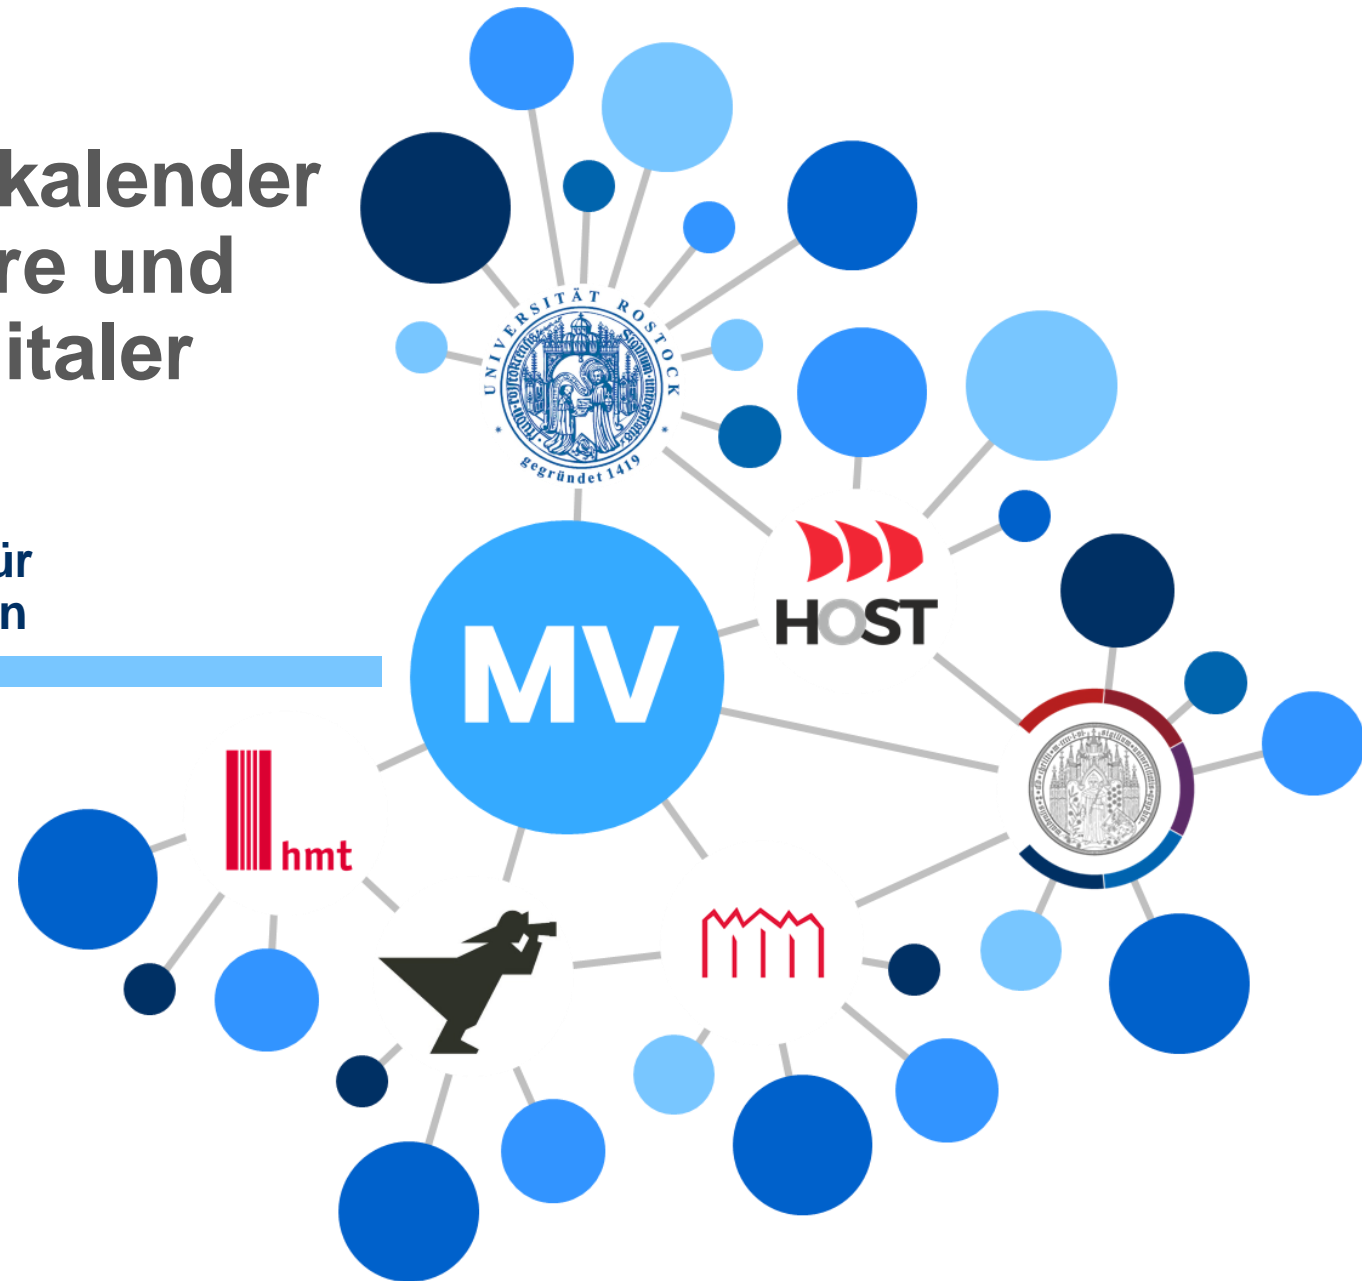 kalender
re und
italer
ür
n
UNIVERSITÄT ROSTOCK
gegründet 1419
HOST
MV
hmt